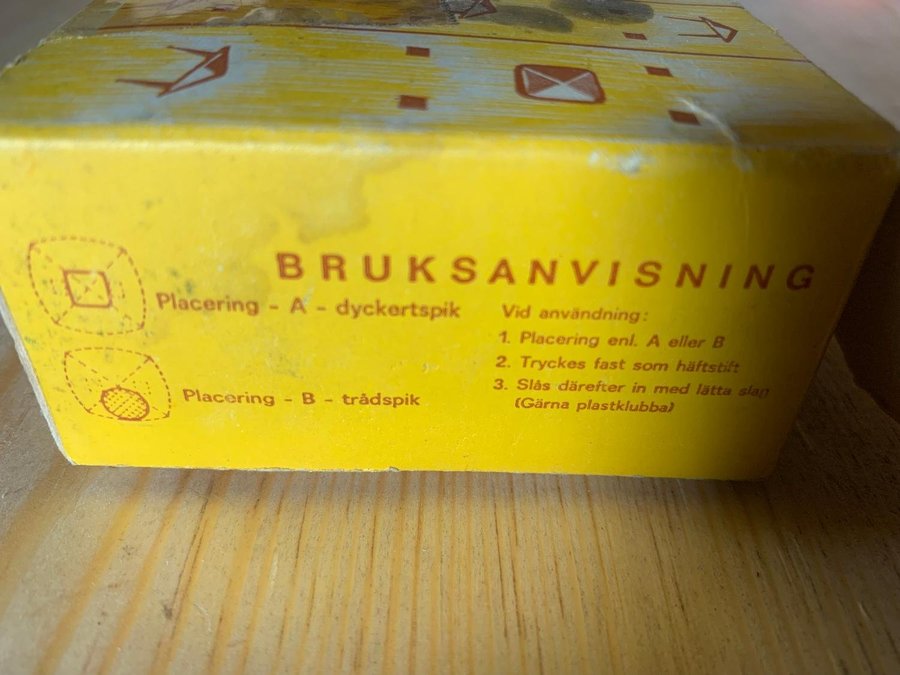 BRUKSANVISNING
Placering - A - dyckertspik
Placering - B - trådspik
Vid användning:
1. Placering enl. A eller B
2. Tryckes fast som häftstift
3. Slås därefter in med lätta slag
(Gärna plastklubba)